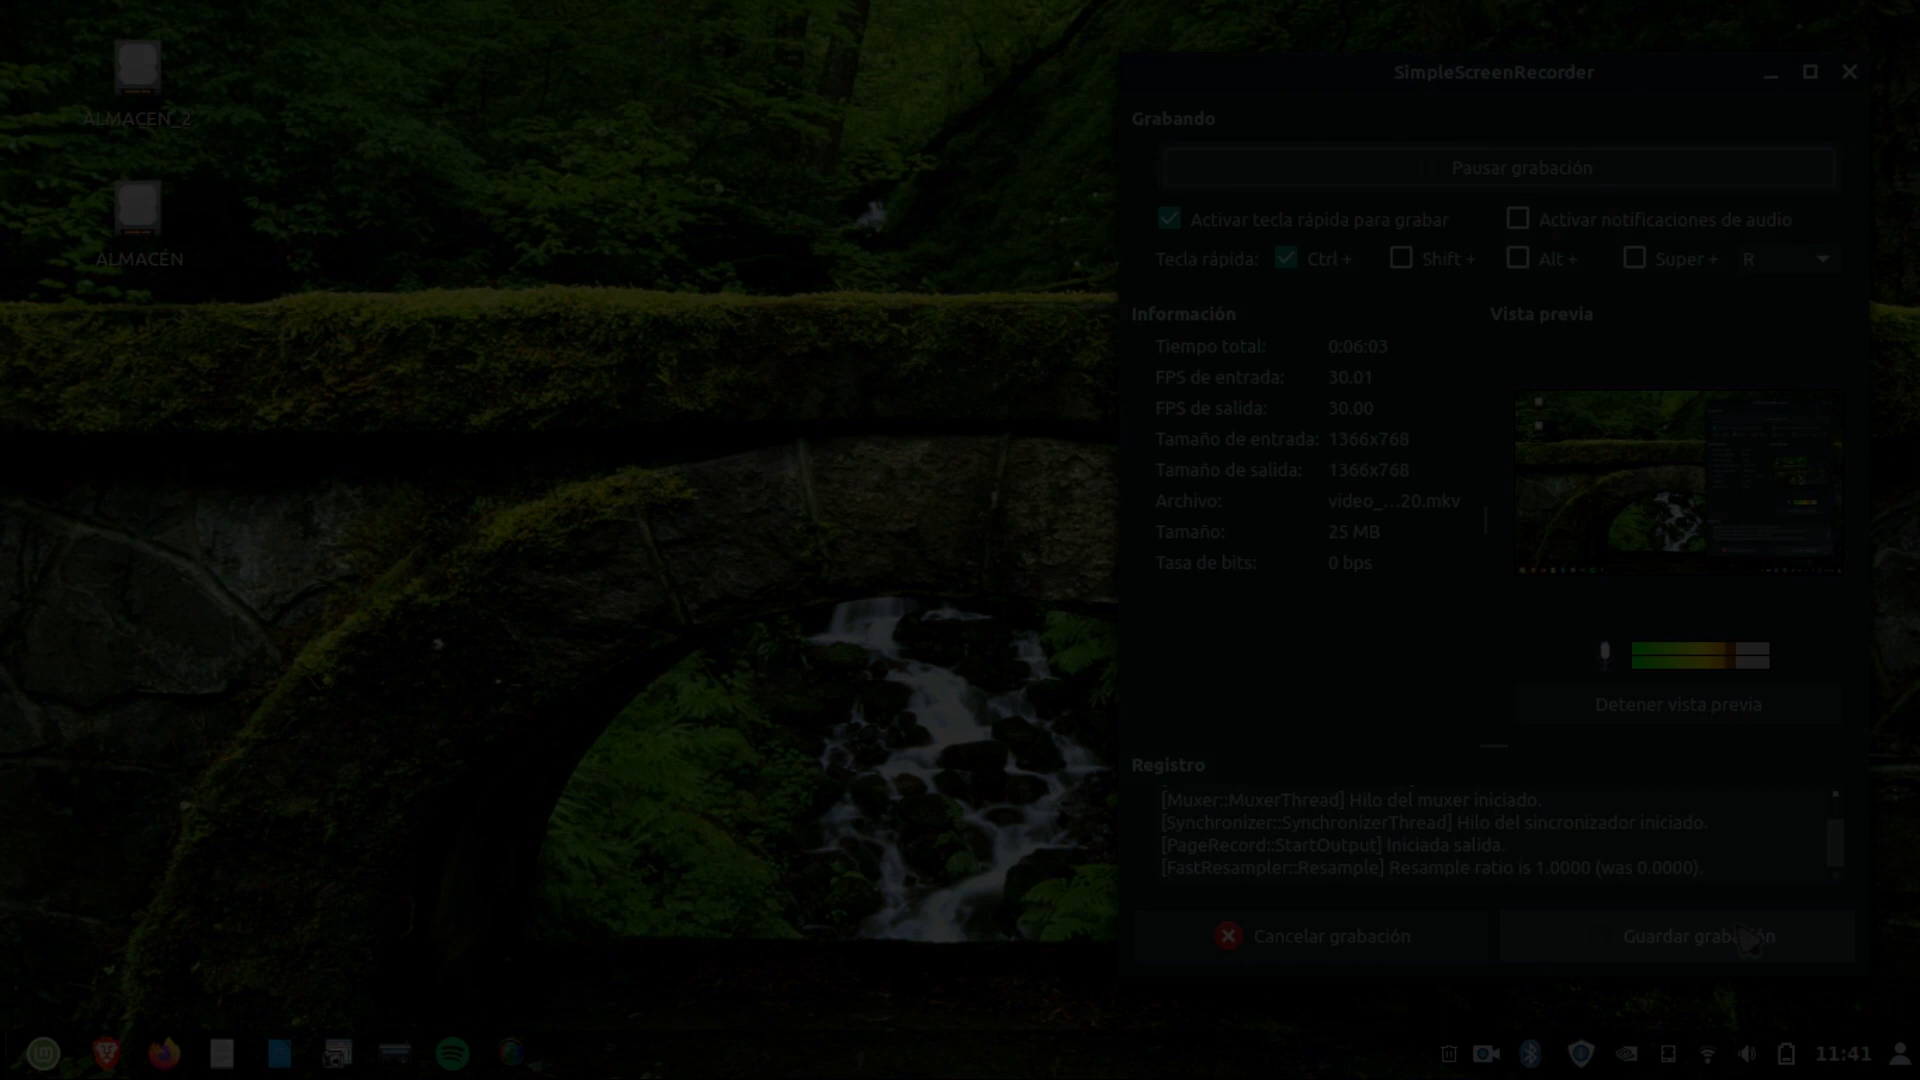 ALMACEN_2
ALMACÉN
SimpleScreenRecorder
Grabando
Pausar grabación
Activar tecla rápida para grabar
Activar notificaciones de audio
Tecla rápida: Ctrl + Shift + Alt + Super + R
Información
Tiempo total: 0:06:03
FPS de entrada: 30.01
FPS de salida: 30.00
Tamaño de entrada: 1366x768
Tamaño de salida: 1366x768
Archivo: video_...20.mkv
Tamaño: 25 MB
Tasa de bits: 0 bps
Vista previa
Detener vista previa
Registro
[Muxer::MuxerThread] Hilo del muxer iniciado.
[Synchronizer::SynchronizerThread] Hilo del sincronizador iniciado.
[PageRecord::StartOutput] Iniciada salida.
[FastResampler::Resample] Resample ratio is 1.0000 (was 0.0000).
Cancelar grabación
Guardar grabación
11:41